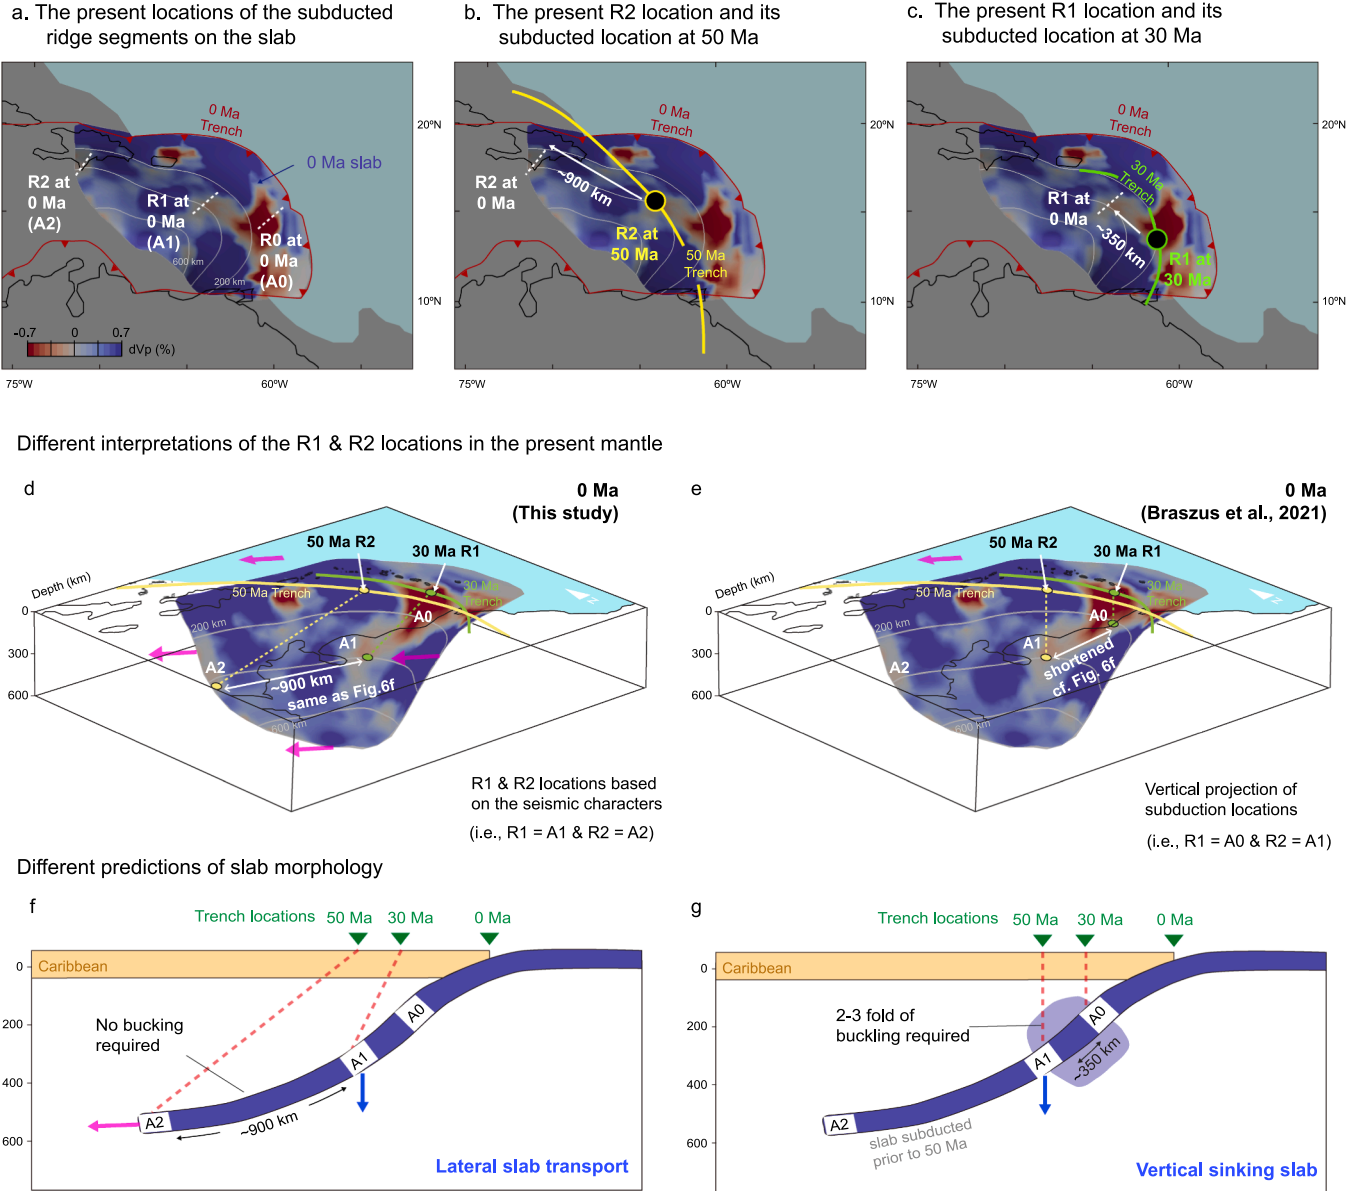 a. The present locations of the subducted
ridge segments on the slab
b. The present R2 location and its
subducted location at 50 Ma
c. The present R1 location and its
subducted location at 30 Ma
0 Ma
Trench
0 Ma slab
R2 at
0 Ma
(A2)
R1 at
0 Ma
(A1)
R0 at
0 Ma
(A0)
600 km
200 km
-0.7
0
0.7
dVp (%)
75ºW
60ºW
20ºN
10ºN
0 Ma
Trench
R2 at
0 Ma
~900 km
R2 at
50 Ma
50 Ma
Trench
75ºW
60ºW
20ºN
10ºN
0 Ma
Trench
30 Ma
Trench
R1 at
0 Ma
~350 km
R1 at
30 Ma
75ºW
60ºW
Different interpretations of the R1 & R2 locations in the present mantle
d
0 Ma
(This study)
50 Ma R2
30 Ma R1
Depth (km)
50 Ma Trench
30 Ma
Trench
N
0
300
600
200 km
A0
A1
A2
~900 km
same as Fig.6f
600 km
R1 & R2 locations based
on the seismic characters
(i.e., R1 = A1 & R2 = A2)
e
0 Ma
(Braszus et al., 2021)
50 Ma R2
30 Ma R1
Depth (km)
50 Ma Trench
30 Ma
Trench
N
0
300
600
200 km
A0
A1
A2
shortened
cf. Fig. 6f
600 km
Vertical projection of
subduction locations
(i.e., R1 = A0 & R2 = A1)
Different predictions of slab morphology
f
Trench locations
50 Ma
30 Ma
0 Ma
Caribbean
0
200
400
600
No bucking
required
A0
A1
A2
~900 km
Lateral slab transport
g
Trench locations
50 Ma
30 Ma
0 Ma
Caribbean
0
200
400
600
2-3 fold of
buckling required
A0
A1
~350 km
A2
slab subducted
prior to 50 Ma
Vertical sinking slab